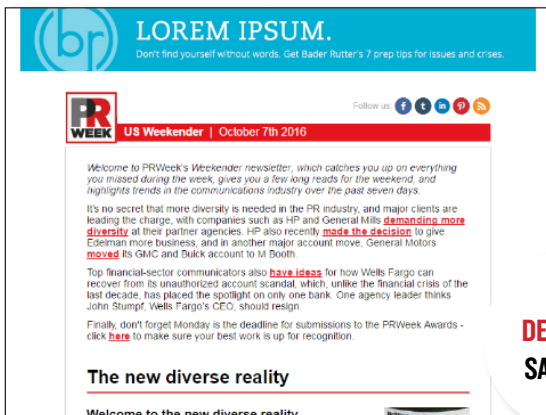 br
LOREM IPSUM.
Don't find yourself without words. Get Bader Rutter's 7 prep tips for issues and crises.
Follow us:
PR
WEEK
US Weekender | October 7th 2016
Welcome to PRWeek's Weekender newsletter, which catches you up on everything
you missed during the week, gives you a few long reads for the weekend, and
highlights trends in the communications industry over the past seven days.
It's no secret that more diversity is needed in the PR industry, and major clients are
leading the charge, with companies such as HP and General Mills demanding more
diversity at their partner agencies. HP also recently made the decision to give
Edelman more business, and in another major account move, General Motors
moved its GMC and Buick account to M Booth.
Top financial-sector communicators also have ideas for how Wells Fargo can
recover from its unauthorized account scandal, which, unlike the financial crisis of the
last decade, has placed the spotlight on only one bank. One agency leader thinks
John Stumpf, Wells Fargo's CEO, should resign.
Finally, don't forget Monday is the deadline for submissions to the PRWeek Awards -
click here to make sure your best work is up for recognition.
DE
SA
The new diverse reality
Welcome to the new diverse reality